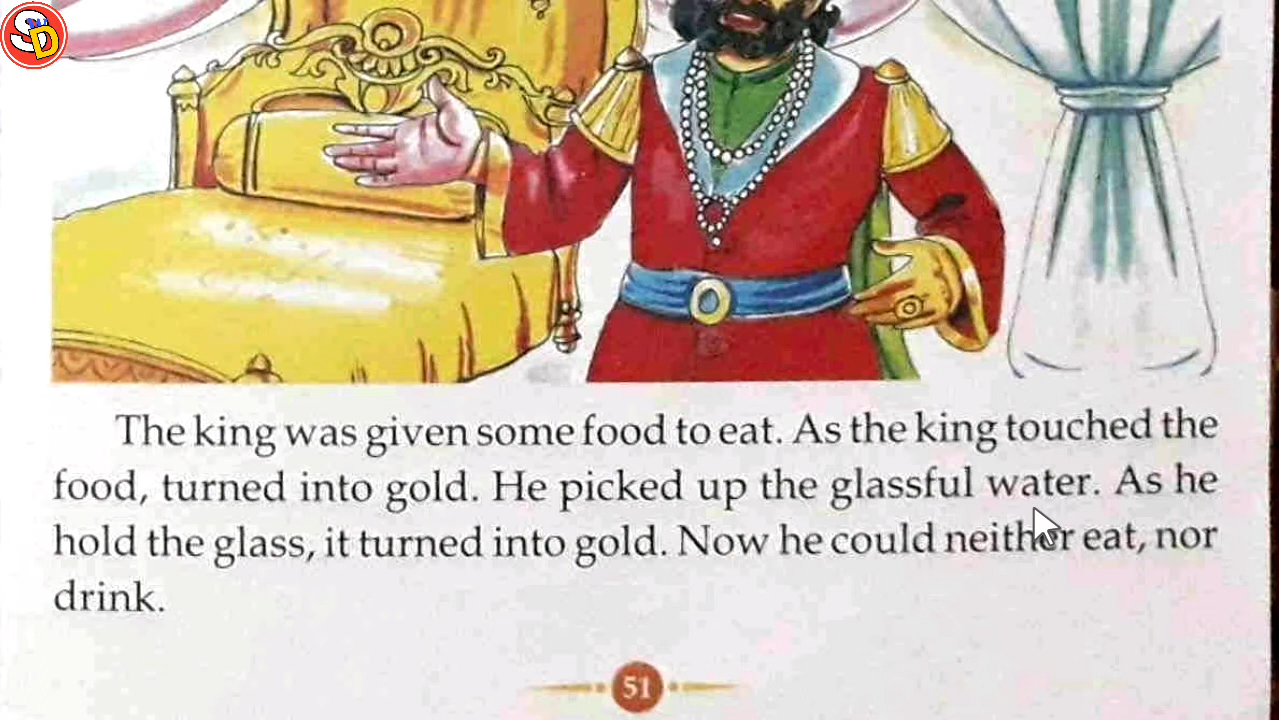 SD
The king was given some food to eat. As the king touched the
food, turned into gold. He picked up the glassful water. As he
hold the glass, it turned into gold. Now he could neither eat, nor
drink.
51